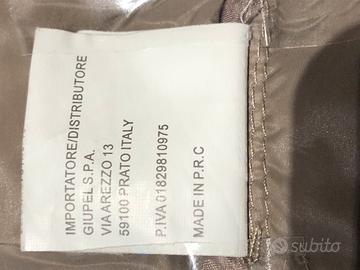 IMPORTATORE/DISTRIBUTORE
GIUPEL S.P.A.
VIA AREZZO 13
59100 PRATO ITALY
P.IVA 01829810975
MADE IN P.R.C
subito